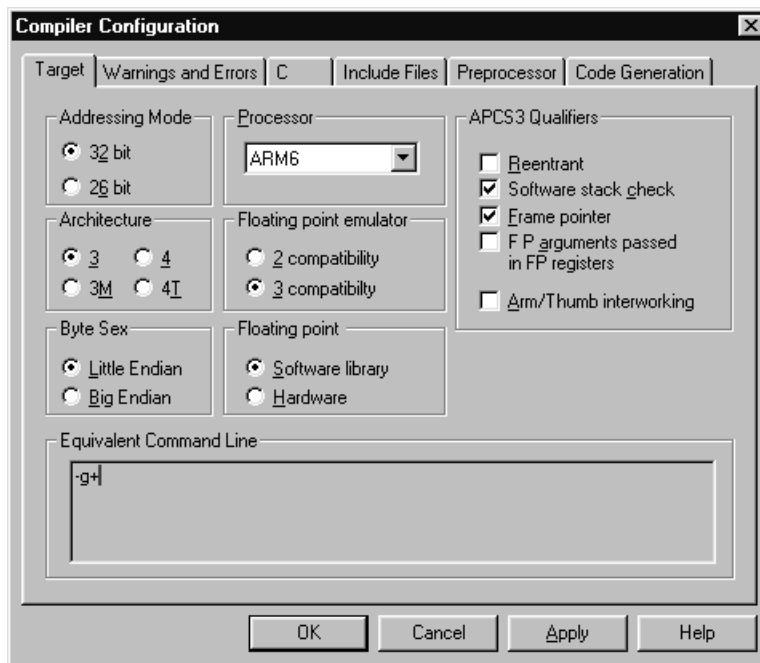 Compiler Configuration
Target
Warnings and Errors
C
Include Files
Preprocessor
Code Generation
Addressing Mode
32 bit
26 bit
Processor
ARM6
APCS3 Qualifiers
Reentrant
Software stack check
Frame pointer
F P arguments passed
in FP registers
Arm/Thumb interworking
Architecture
3
4
3M
4T
Floating point emulator
2 compatibility
3 compatibilty
Byte Sex
Little Endian
Big Endian
Floating point
Software library
Hardware
Equivalent Command Line
-g+
OK
Cancel
Apply
Help